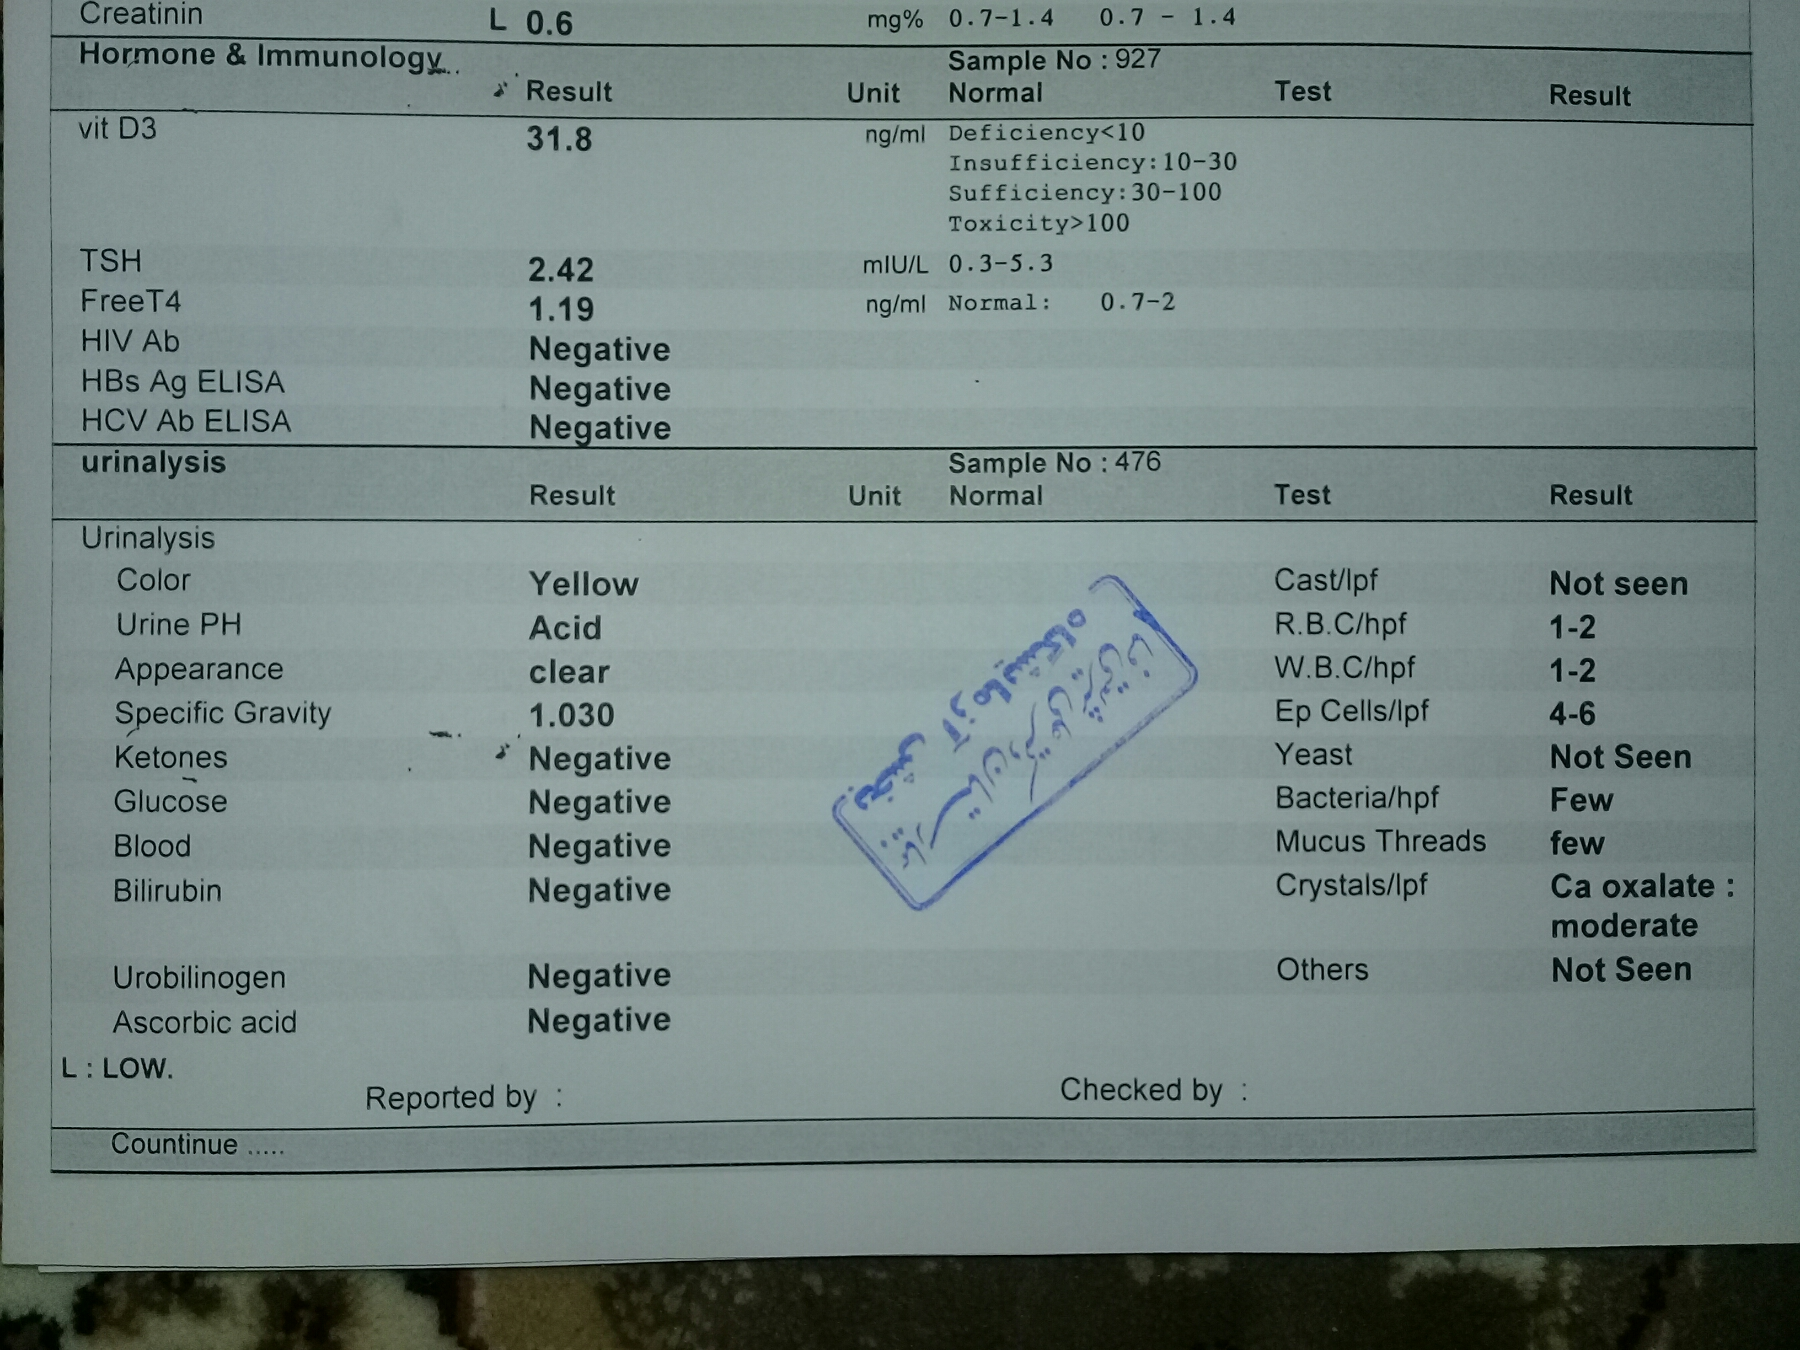 Creatinin L 0.6 mg% 0.7-1.4 0.7 - 1.4
Hormone & Immunology Sample No : 927
Result Unit Normal Test Result
vit D3 31.8 ng/ml Deficiency<10
Insufficiency:10-30
Sufficiency:30-100
Toxicity>100
TSH 2.42 mIU/L 0.3-5.3
FreeT4 1.19 ng/ml Normal: 0.7-2
HIV Ab Negative
HBs Ag ELISA Negative
HCV Ab ELISA Negative
urinalysis Sample No : 476
Result Unit Normal Test Result
Urinalysis
Color Yellow Cast/lpf Not seen
Urine PH Acid R.B.C/hpf 1-2
Appearance clear W.B.C/hpf 1-2
Specific Gravity 1.030 Ep Cells/lpf 4-6
Ketones Negative Yeast Not Seen
Glucose Negative Bacteria/hpf Few
Blood Negative Mucus Threads few
Bilirubin Negative Crystals/lpf Ca oxalate :
moderate
Urobilinogen Negative Others Not Seen
Ascorbic acid Negative
بخش آزمایشگاه
بیمارستان دکتر علی شریعتی
L : LOW.
Reported by : Checked by :
Countinue .....